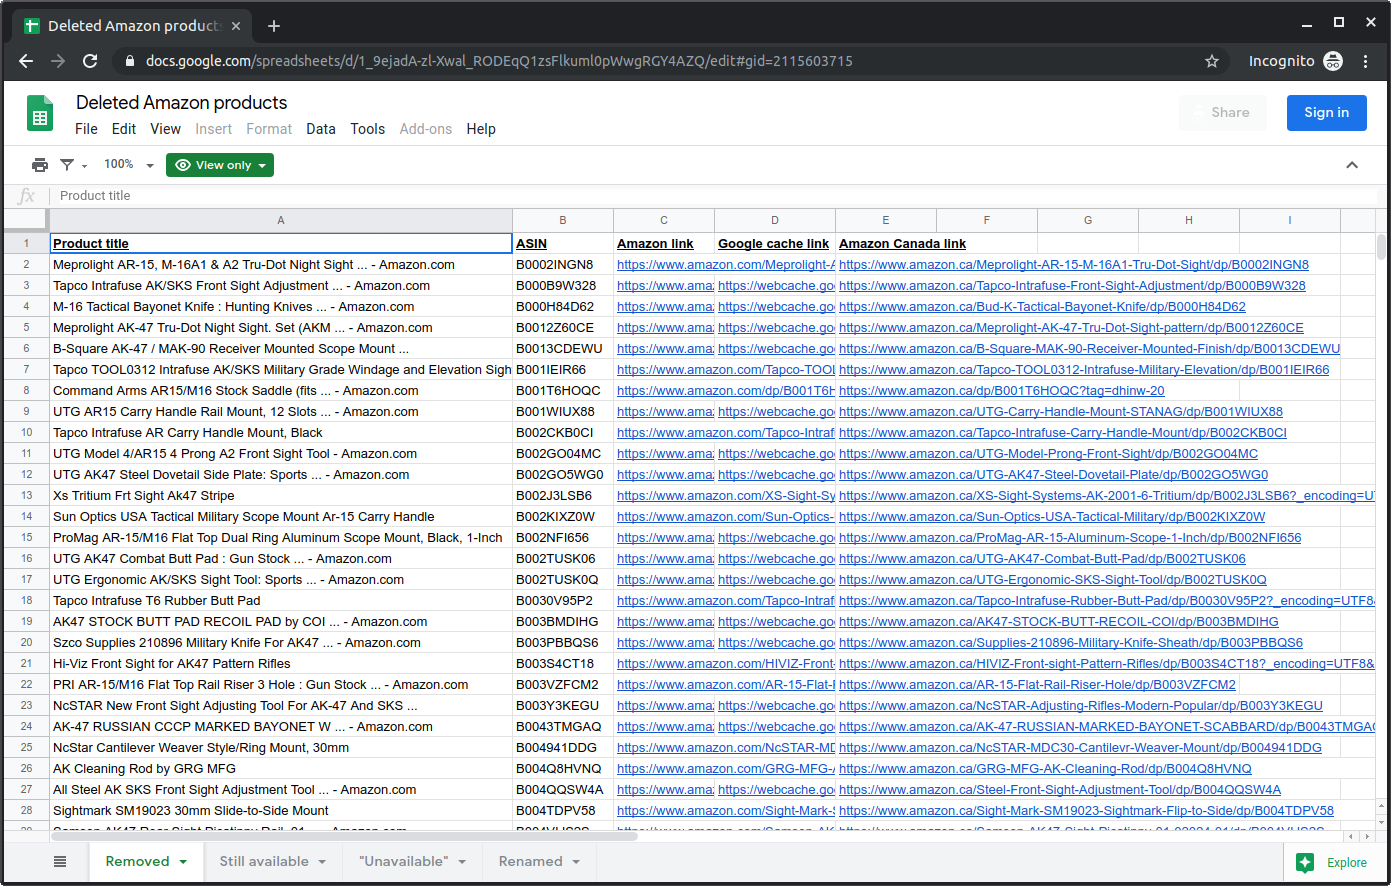 Deleted Amazon products
docs.google.com/spreadsheets/d/1_9ejadA-zl-Xwal_RODEqQ1zsFlkuml0pWwgRGY4AZQ/edit#gid=2115603715 Incognito
Deleted Amazon products
File Edit View Insert Format Data Tools Add-ons Help
Share Sign in
100% View only
fx Product title
A B C D E F G H I
1 Product title ASIN Amazon link Google cache link Amazon Canada link
2 Meprolight AR-15, M-16A1 & A2 Tru-Dot Night Sight ... - Amazon.com B0002INGN8 https://www.amazon.com/Meprolight-A https://www.amazon.ca/Meprolight-AR-15-M-16A1-Tru-Dot-Sight/dp/B0002INGN8
3 Tapco Intrafuse AK/SKS Front Sight Adjustment ... - Amazon.com B000B9W328 https://www.ama https://webcache.go https://www.amazon.ca/Tapco-Intrafuse-Front-Sight-Adjustment/dp/B000B9W328
4 M-16 Tactical Bayonet Knife : Hunting Knives ... - Amazon.com B000H84D62 https://www.ama https://webcache.go https://www.amazon.ca/Bud-K-Tactical-Bayonet-Knife/dp/B000H84D62
5 Meprolight AK-47 Tru-Dot Night Sight. Set (AKM ... - Amazon.com B0012Z60CE https://www.ama https://webcache.go https://www.amazon.ca/Meprolight-AK-47-Tru-Dot-Sight-pattern/dp/B0012Z60CE
6 B-Square AK-47 / MAK-90 Receiver Mounted Scope Mount ... B0013CDEWU https://www.ama https://webcache.go https://www.amazon.ca/B-Square-MAK-90-Receiver-Mounted-Finish/dp/B0013CDEWU
7 Tapco TOOL0312 Intrafuse AK/SKS Military Grade Windage and Elevation Sigh B001IEIR66 https://www.amazon.com/Tapco-TOOL https://www.amazon.ca/Tapco-TOOL0312-Intrafuse-Military-Elevation/dp/B001IEIR66
8 Command Arms AR15/M16 Stock Saddle (fits ... - Amazon.com B001T6HOQC https://www.amazon.com/dp/B001T6H https://www.amazon.ca/dp/B001T6HOQC?tag=dhinw-20
9 UTG AR15 Carry Handle Rail Mount, 12 Slots ... - Amazon.com B001WIUX88 https://www.ama https://webcache.go https://www.amazon.ca/UTG-Carry-Handle-Mount-STANAG/dp/B001WIUX88
10 Tapco Intrafuse AR Carry Handle Mount, Black B002CKB0CI https://www.amazon.com/Tapco-Intraf https://www.amazon.ca/Tapco-Intrafuse-Carry-Handle-Mount/dp/B002CKB0CI
11 UTG Model 4/AR15 4 Prong A2 Front Sight Tool - Amazon.com B002GO04MC https://www.ama https://webcache.go https://www.amazon.ca/UTG-Model-Prong-Front-Sight/dp/B002GO04MC
12 UTG AK47 Steel Dovetail Side Plate: Sports ... - Amazon.com B002GO5WG0 https://www.ama https://webcache.go https://www.amazon.ca/UTG-AK47-Steel-Dovetail-Plate/dp/B002GO5WG0
13 Xs Tritium Frt Sight Ak47 Stripe B002J3LSB6 https://www.amazon.com/XS-Sight-Sy https://www.amazon.ca/XS-Sight-Systems-AK-2001-6-Tritium/dp/B002J3LSB6?_encoding=UT
14 Sun Optics USA Tactical Military Scope Mount Ar-15 Carry Handle B002KIXZ0W https://www.amazon.com/Sun-Optics- https://www.amazon.ca/Sun-Optics-USA-Tactical-Military/dp/B002KIXZ0W
15 ProMag AR-15/M16 Flat Top Dual Ring Aluminum Scope Mount, Black, 1-Inch B002NFI656 https://www.ama https://webcache.go https://www.amazon.ca/ProMag-AR-15-Aluminum-Scope-1-Inch/dp/B002NFI656
16 UTG AK47 Combat Butt Pad : Gun Stock ... - Amazon.com B002TUSK06 https://www.ama https://webcache.go https://www.amazon.ca/UTG-AK47-Combat-Butt-Pad/dp/B002TUSK06
17 UTG Ergonomic AK/SKS Sight Tool: Sports ... - Amazon.com B002TUSK0Q https://www.ama https://webcache.go https://www.amazon.ca/UTG-Ergonomic-SKS-Sight-Tool/dp/B002TUSK0Q
18 Tapco Intrafuse T6 Rubber Butt Pad B0030V95P2 https://www.amazon.com/Tapco-Intraf https://www.amazon.ca/Tapco-Intrafuse-Rubber-Butt-Pad/dp/B0030V95P2?_encoding=UTF8&
19 AK47 STOCK BUTT PAD RECOIL PAD by COI ... - Amazon.com B003BMDIHG https://www.ama https://webcache.go https://www.amazon.ca/AK47-STOCK-BUTT-RECOIL-COI/dp/B003BMDIHG
20 Szco Supplies 210896 Military Knife For AK47 ... - Amazon.com B003PBBQS6 https://www.ama https://webcache.go https://www.amazon.ca/Supplies-210896-Military-Knife-Sheath/dp/B003PBBQS6
21 Hi-Viz Front Sight for AK47 Pattern Rifles B003S4CT18 https://www.amazon.com/HIVIZ-Front- https://www.amazon.ca/HIVIZ-Front-sight-Pattern-Rifles/dp/B003S4CT18?_encoding=UTF8&
22 PRI AR-15/M16 Flat Top Rail Riser 3 Hole : Gun Stock ... - Amazon.com B003VZFCM2 https://www.amazon.com/AR-15-Flat-F https://www.amazon.ca/AR-15-Flat-Rail-Riser-Hole/dp/B003VZFCM2
23 NcSTAR New Front Sight Adjusting Tool For AK-47 And SKS ... B003Y3KEGU https://www.ama https://webcache.go https://www.amazon.ca/NcSTAR-Adjusting-Rifles-Modern-Popular/dp/B003Y3KEGU
24 AK-47 RUSSIAN CCCP MARKED BAYONET W ... - Amazon.com B0043TMGAQ https://www.ama https://webcache.go https://www.amazon.ca/AK-47-RUSSIAN-MARKED-BAYONET-SCABBARD/dp/B0043TMGAQ
25 NcStar Cantilever Weaver Style/Ring Mount, 30mm B004941DDG https://www.amazon.com/NcSTAR-MD https://www.amazon.ca/NcSTAR-MDC30-Cantilevr-Weaver-Mount/dp/B004941DDG
26 AK Cleaning Rod by GRG MFG B004Q8HVNQ https://www.amazon.com/GRG-MFG-A https://www.amazon.ca/GRG-MFG-AK-Cleaning-Rod/dp/B004Q8HVNQ
27 All Steel AK SKS Front Sight Adjustment Tool ... - Amazon.com B004QQSW4A https://www.ama https://webcache.go https://www.amazon.ca/Steel-Front-Sight-Adjustment-Tool/dp/B004QQSW4A
28 Sightmark SM19023 30mm Slide-to-Side Mount B004TDPV58 https://www.amazon.com/Sight-Mark-S https://www.amazon.ca/Sight-Mark-SM19023-Sightmark-Flip-to-Side/dp/B004TDPV58
Removed Still available "Unavailable" Renamed Explore